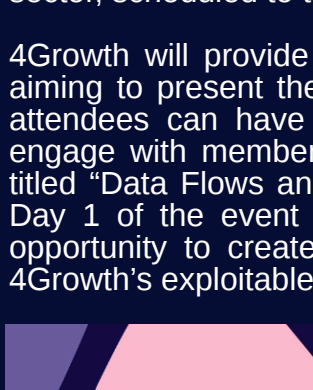 4Growth will provide
aiming to present the
attendees can have
engage with member
titled “Data Flows an
Day 1 of the event
opportunity to create
4Growth’s exploitable